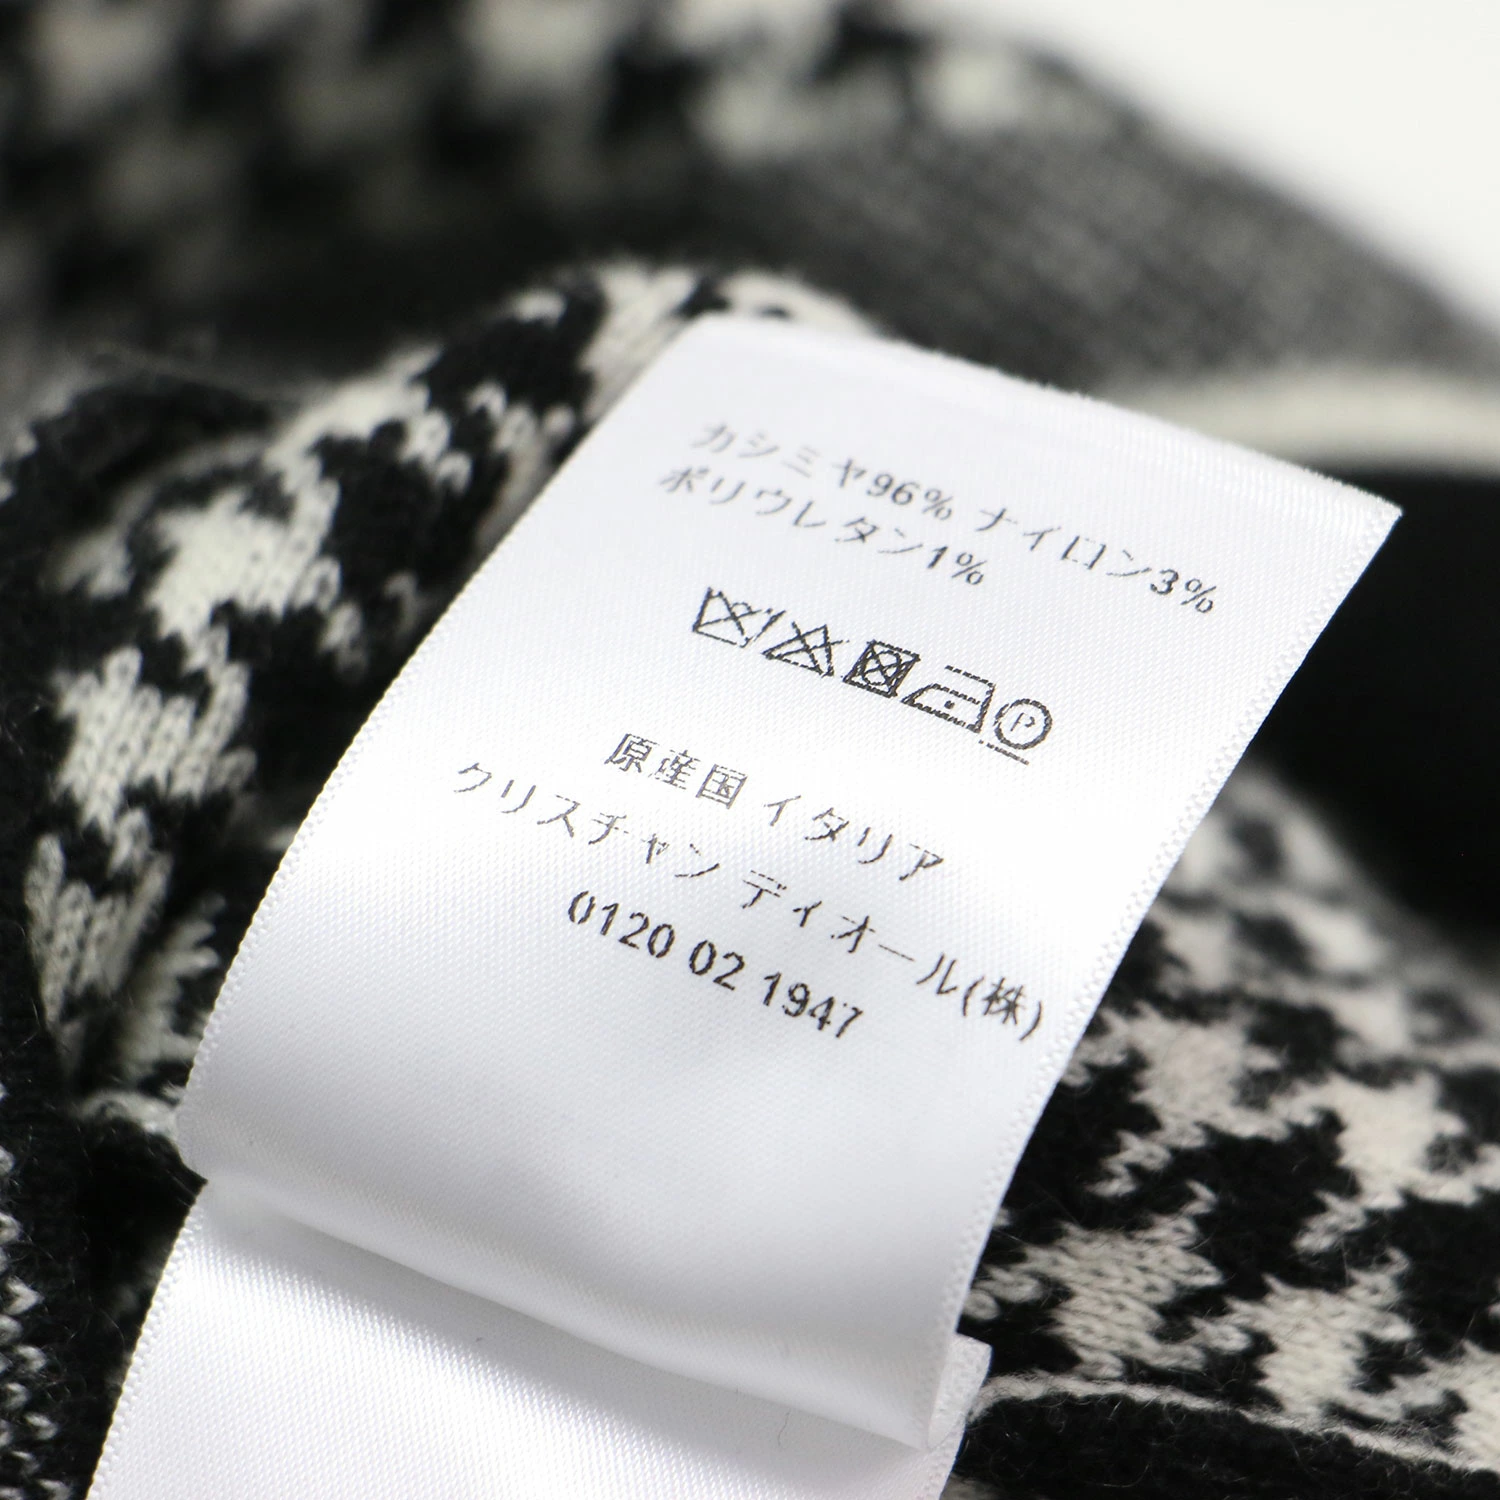 カシミヤ96% ナイロン3%
ポリウレタン1%
P
原産国 イタリア
クリスチャン ディオール(株)
0120 02 1947